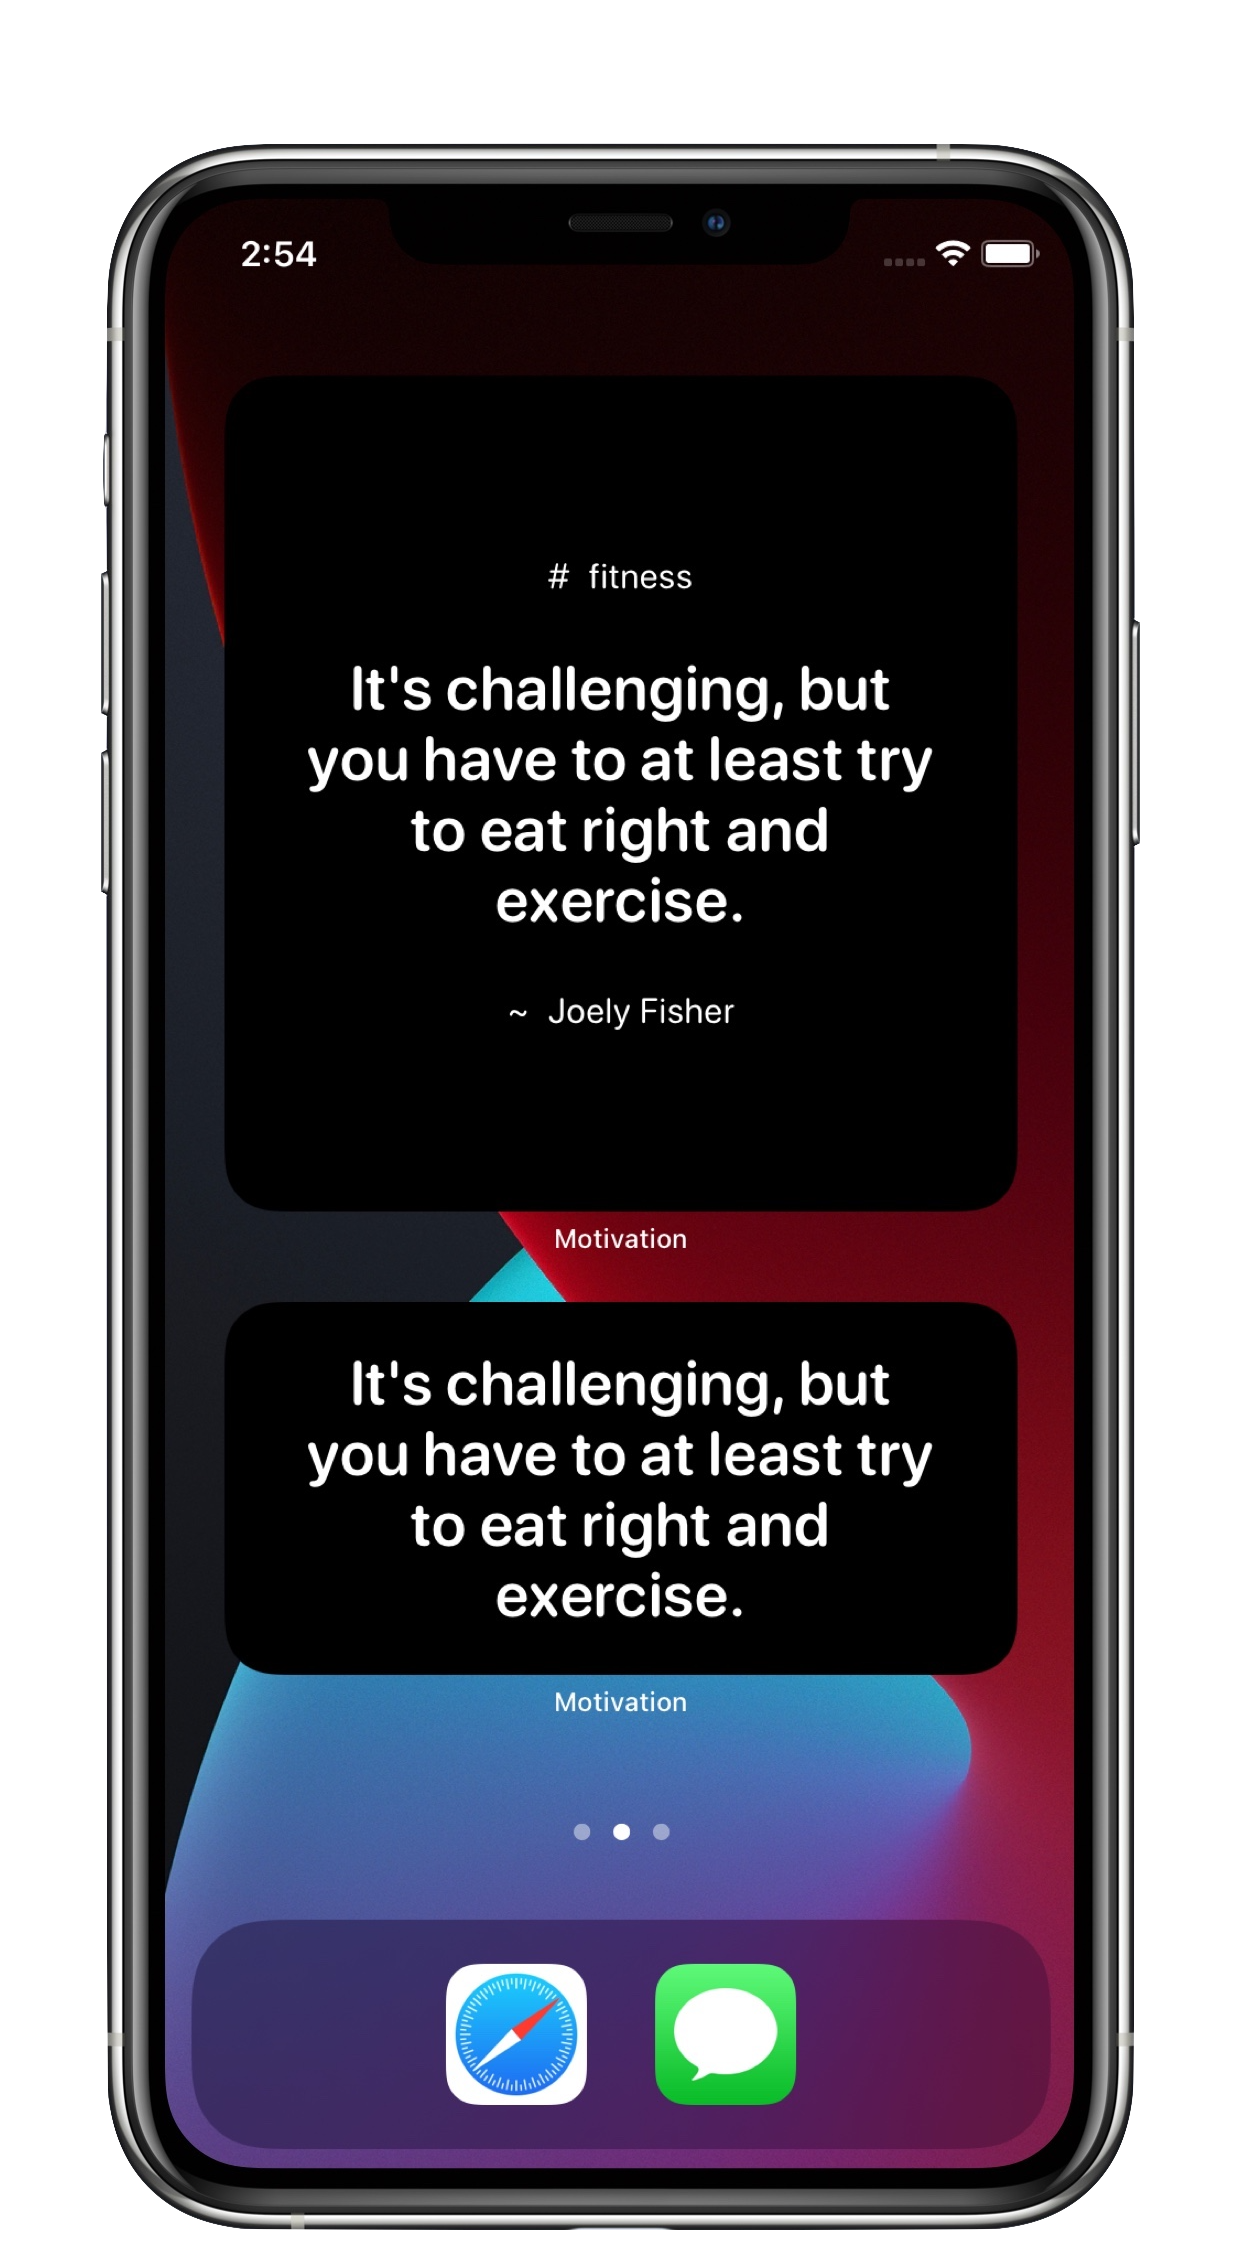 2:54
# fitness
It's challenging, but
you have to at least try
to eat right and
exercise.
~ Joely Fisher
Motivation
It's challenging, but
you have to at least try
to eat right and
exercise.
Motivation